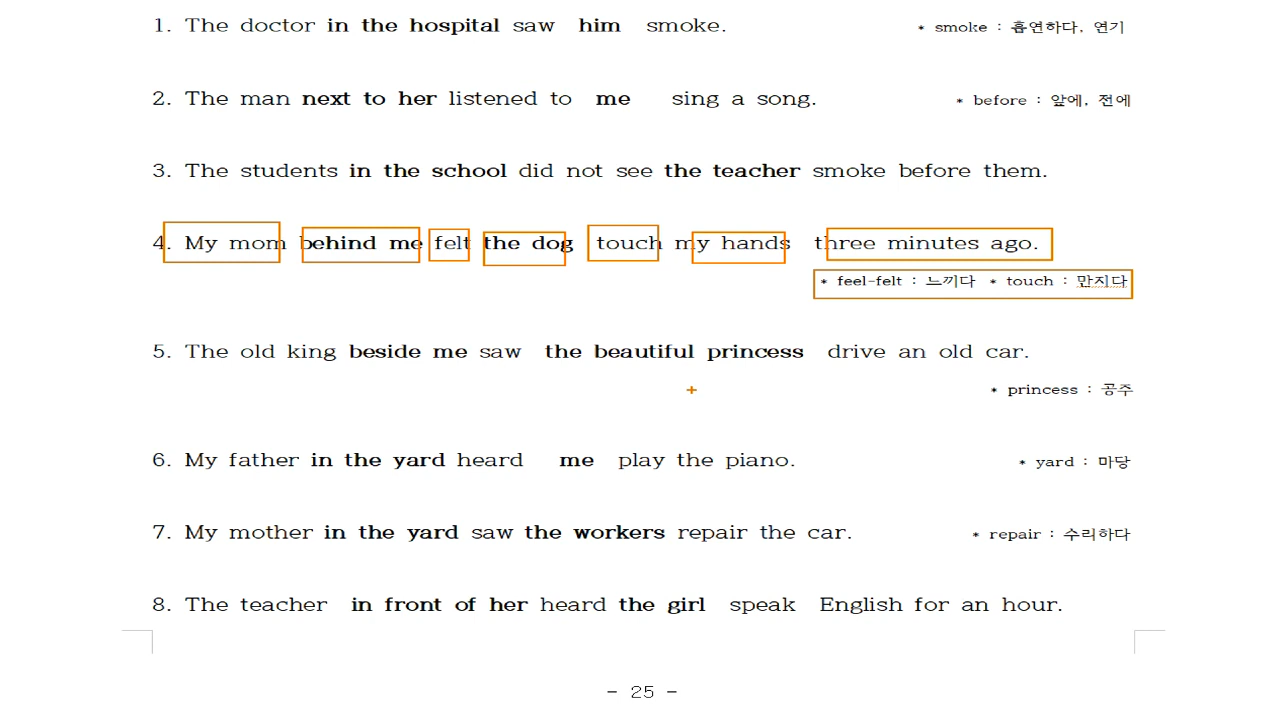 1. The doctor in the hospital saw him smoke. * smoke : 흡연하다, 연기
2. The man next to her listened to me sing a song. * before : 앞에, 전에
3. The students in the school did not see the teacher smoke before them.
4. My mom behind me felt the dog touch my hands three minutes ago.
* feel-felt : 느끼다 * touch : 만지다
5. The old king beside me saw the beautiful princess drive an old car.
* princess : 공주
6. My father in the yard heard me play the piano. * yard : 마당
7. My mother in the yard saw the workers repair the car. * repair : 수리하다
8. The teacher in front of her heard the girl speak English for an hour.
- 25 -